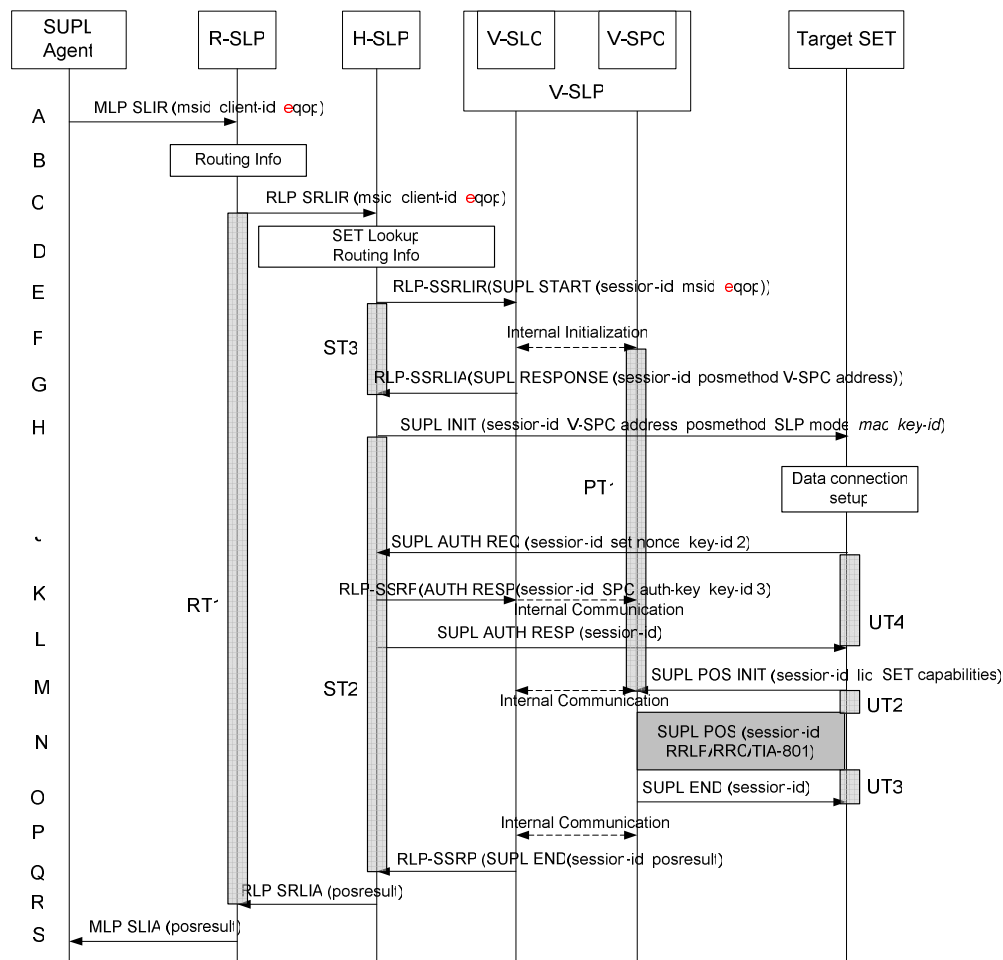 SUPL
Agent
R-SLP
H-SLP
V-SLC
V-SPC
V-SLP
Target SET
A
MLP SLIR (msid client-id eqop)
B
Routing Info
C
RLP SRLIR (msid client-id eqop)
D
SET Lookup
Routing Info
E
RLP-SSRLIR(SUPL START (session-id msid eqop))
F
Internal Initialization
ST3
G
RLP-SSRLIA(SUPL RESPONSE (session-id posmethod V-SPC address))
H
SUPL INIT (session-id V-SPC address posmethod SLP mode mac key-id)
Data connection
setup
PT1
SUPL AUTH REQ (session-id set nonce key-id 2)
K
RLP-SSRP(AUTH RESP(session-id SPC auth-key key-id 3)
Internal Communication
RT1
UT4
L
SUPL AUTH RESP (session-id)
M
SUPL POS INIT (session-id lid SET capabilities)
ST2
Internal Communication
UT2
N
SUPL POS (session-id
RRLP/RRC/TIA-801)
O
SUPL END (session-id)
UT3
P
Internal Communication
Q
RLP-SSRP (SUPL END(session-id posresult)
R
RLP SRLIA (posresult)
S
MLP SLIA (posresult)